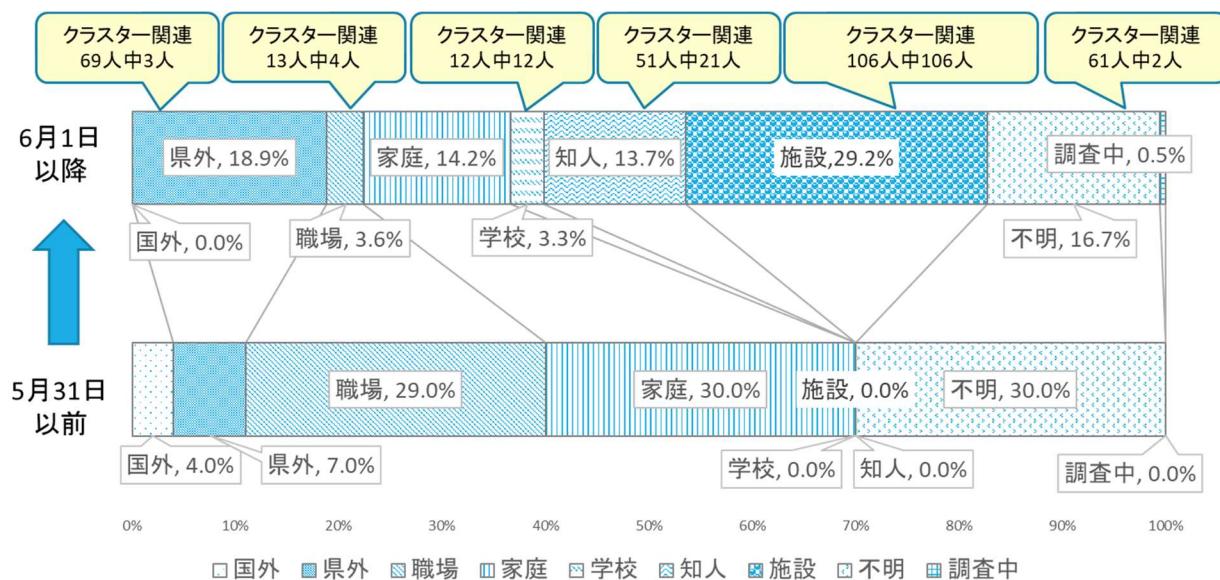 クラスター関連
69人中3人
クラスター関連
13人中4人
クラスター関連
12人中12人
クラスター関連
51人中21人
クラスター関連
106人中106人
クラスター関連
61人中2人
6月1日
以降
県外, 18.9%
家庭, 14.2%
知人, 13.7%
施設,29.2%
調査中, 0.5%
国外, 0.0%
職場, 3.6%
学校, 3.3%
不明, 16.7%
5月31日
以前
職場, 29.0%
家庭, 30.0%
施設, 0.0%
不明, 30.0%
国外, 4.0%
県外, 7.0%
学校, 0.0%
知人, 0.0%
調査中, 0.0%
0% 10% 20% 30% 40% 50% 60% 70% 80% 90% 100%
国外 県外 職場 家庭 学校 知人 施設 不明 調査中